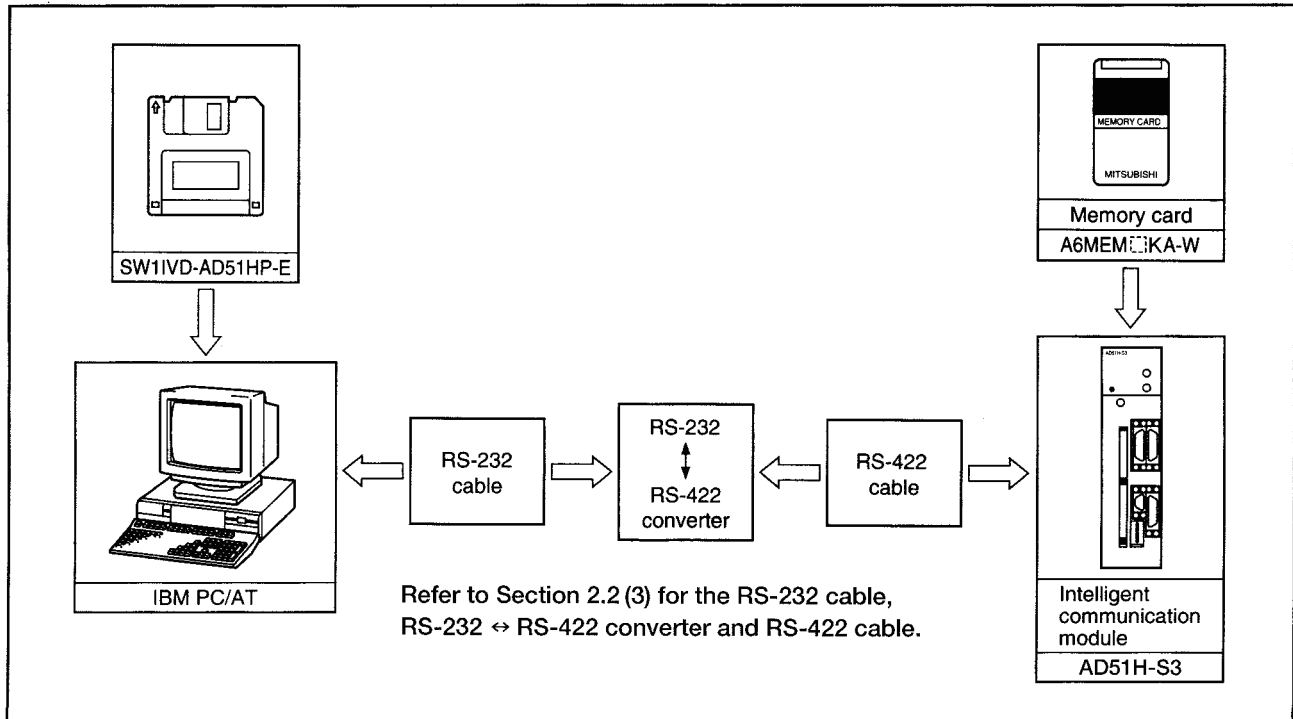 SW1IVD-AD51HP-E
IBM PC/AT
RS-232
cable
RS-232
RS-422
converter
RS-422
cable
Refer to Section 2.2 (3) for the RS-232 cable,
RS-232 ↔ RS-422 converter and RS-422 cable.
MEMORY CARD
MITSUBISHI
Memory card
A6MEM⬚KA-W
AD51H-S3
Intelligent
communication
module
AD51H-S3